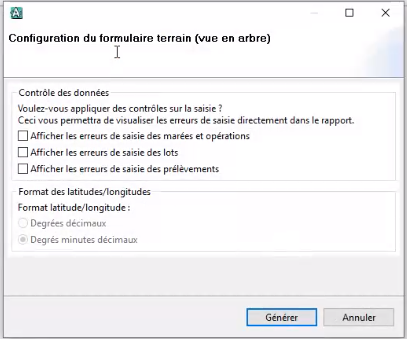 Configuration du formulaire terrain (vue en arbre)
Contrôle des données
Voulez-vous appliquer des contrôles sur la saisie ?
Ceci vous permettra de visualiser les erreurs de saisie directement dans le rapport.
Afficher les erreurs de saisie des marées et opérations
Afficher les erreurs de saisie des lots
Afficher les erreurs de saisie des prélèvements
Format des latitudes/longitudes
Format latitude/longitude :
Degrées décimaux
Degrés minutes décimaux
Générer
Annuler